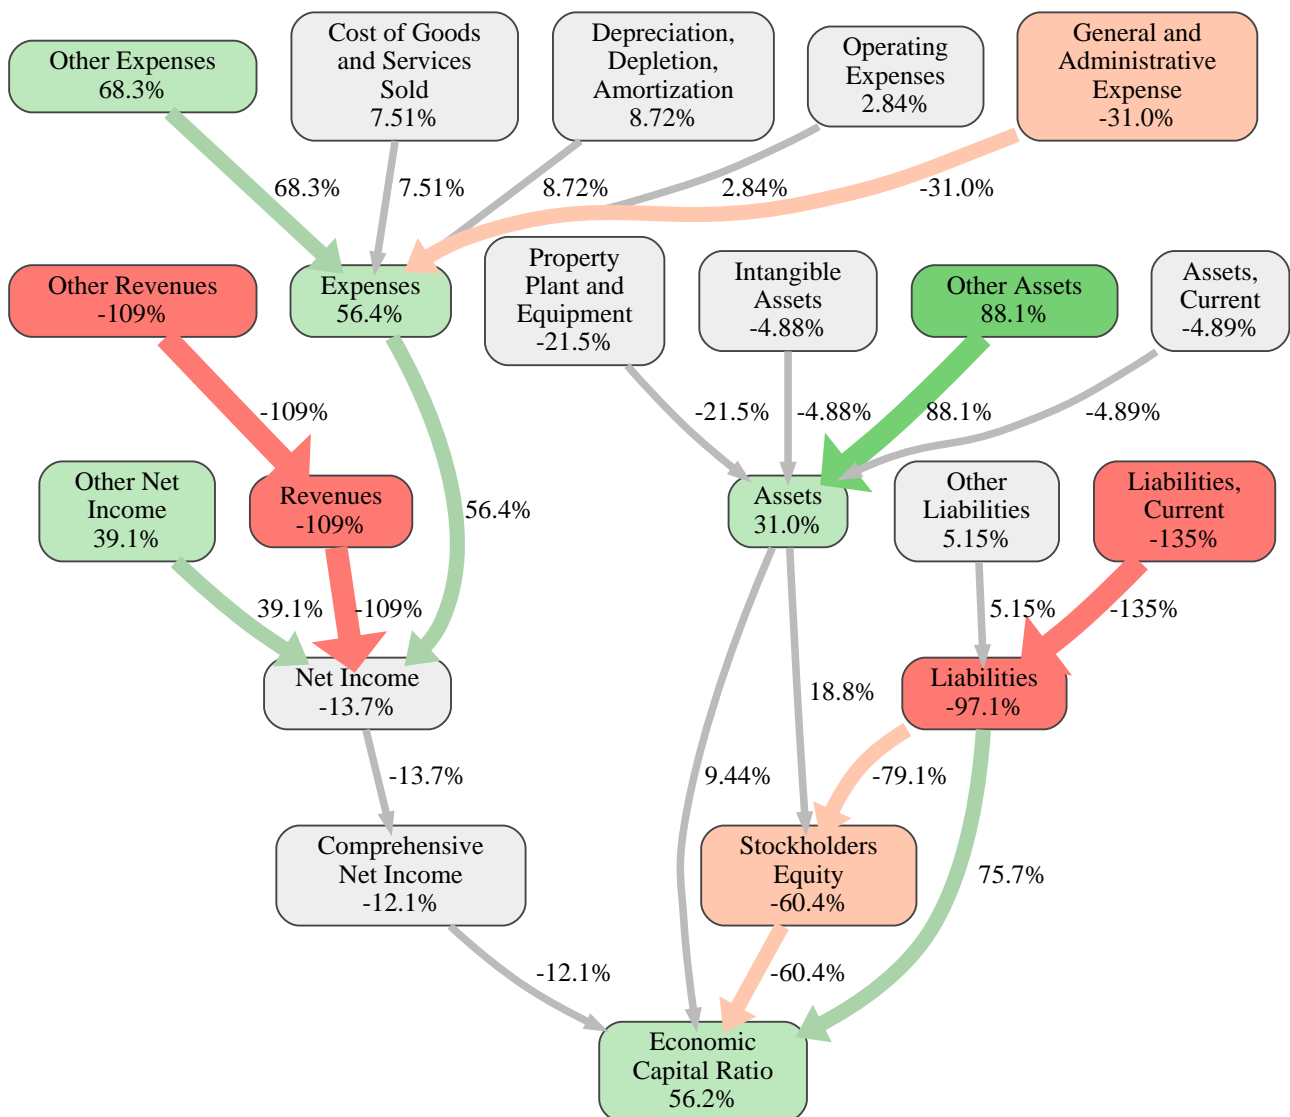 Other Expenses
68.3%
Cost of Goods
and Services
Sold
7.51%
Depreciation,
Depletion,
Amortization
8.72%
Operating
Expenses
2.84%
General and
Administrative
Expense
-31.0%
68.3%
7.51%
8.72%
2.84%
-31.0%
Other Revenues
-109%
Expenses
56.4%
Property
Plant and
Equipment
-21.5%
Intangible
Assets
-4.88%
Other Assets
88.1%
Assets,
Current
-4.89%
-109%
-21.5%
-4.88%
88.1%
-4.89%
Other Net
Income
39.1%
Revenues
-109%
56.4%
Assets
31.0%
Other
Liabilities
5.15%
Liabilities,
Current
-135%
39.1%
-109%
5.15%
-135%
Net Income
-13.7%
18.8%
Liabilities
-97.1%
-13.7%
9.44%
-79.1%
Comprehensive
Net Income
-12.1%
Stockholders
Equity
-60.4%
75.7%
-12.1%
-60.4%
Economic
Capital Ratio
56.2%